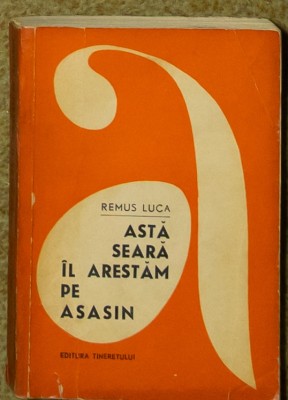 a
REMUS LUCA
ASTĂ
SEARĂ
ÎL ARESTĂM
PE
ASASIN
EDITURA TINERETULUI